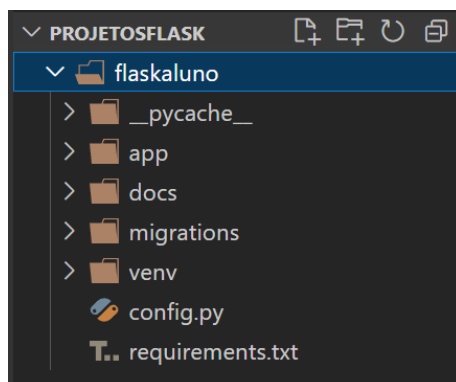 PROJETOSFLASK
flaskaluno
__pycache__
app
docs
migrations
venv
config.py
T.. requirements.txt